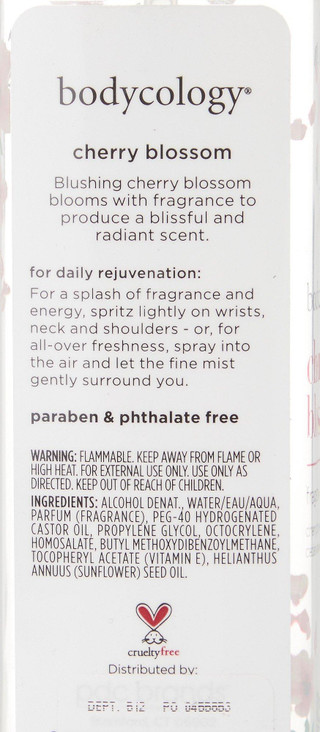 bodycology®
cherry blossom
Blushing cherry blossom
blooms with fragrance to
produce a blissful and
radiant scent.
for daily rejuvenation:
For a splash of fragrance and
energy, spritz lightly on wrists,
neck and shoulders - or, for
all-over freshness, spray into
the air and let the fine mist
gently surround you.
paraben & phthalate free
WARNING: FLAMMABLE. KEEP AWAY FROM FLAME OR
HIGH HEAT. FOR EXTERNAL USE ONLY. USE ONLY AS
DIRECTED. KEEP OUT OF REACH OF CHILDREN.
INGREDIENTS: ALCOHOL DENAT., WATER/EAU/AQUA,
PARFUM (FRAGRANCE), PEG-40 HYDROGENATED
CASTOR OIL, PROPYLENE GLYCOL, OCTOCRYLENE,
HOMOSALATE, BUTYL METHOXYDIBENZOYLMETHANE,
TOCOPHERYL ACETATE (VITAMIN E), HELIANTHUS
ANNUUS (SUNFLOWER) SEED OIL.
crueltyfree
Distributed by:
DEPT. 612 PO